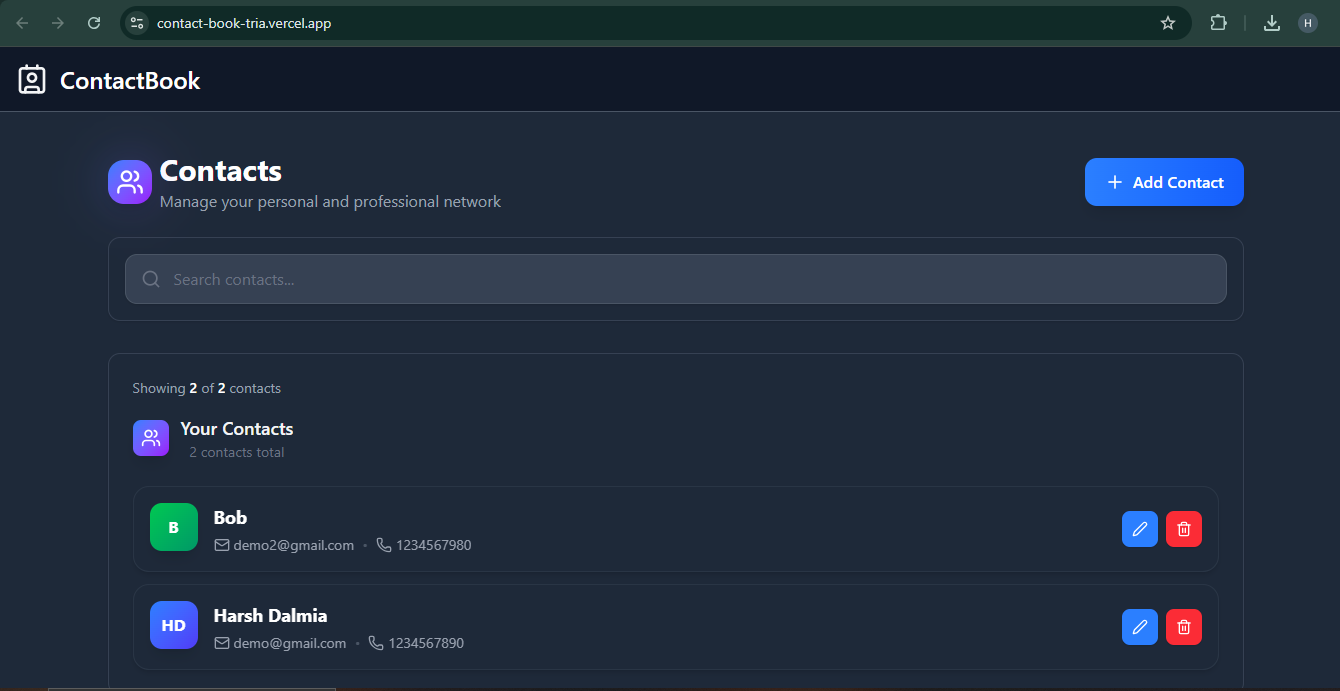 contact-book-tria.vercel.app
H
ContactBook
Contacts
Manage your personal and professional network
Add Contact
Search contacts...
Showing 2 of 2 contacts
Your Contacts
2 contacts total
B
Bob
demo2@gmail.com • 1234567980
HD
Harsh Dalmia
demo@gmail.com • 1234567890